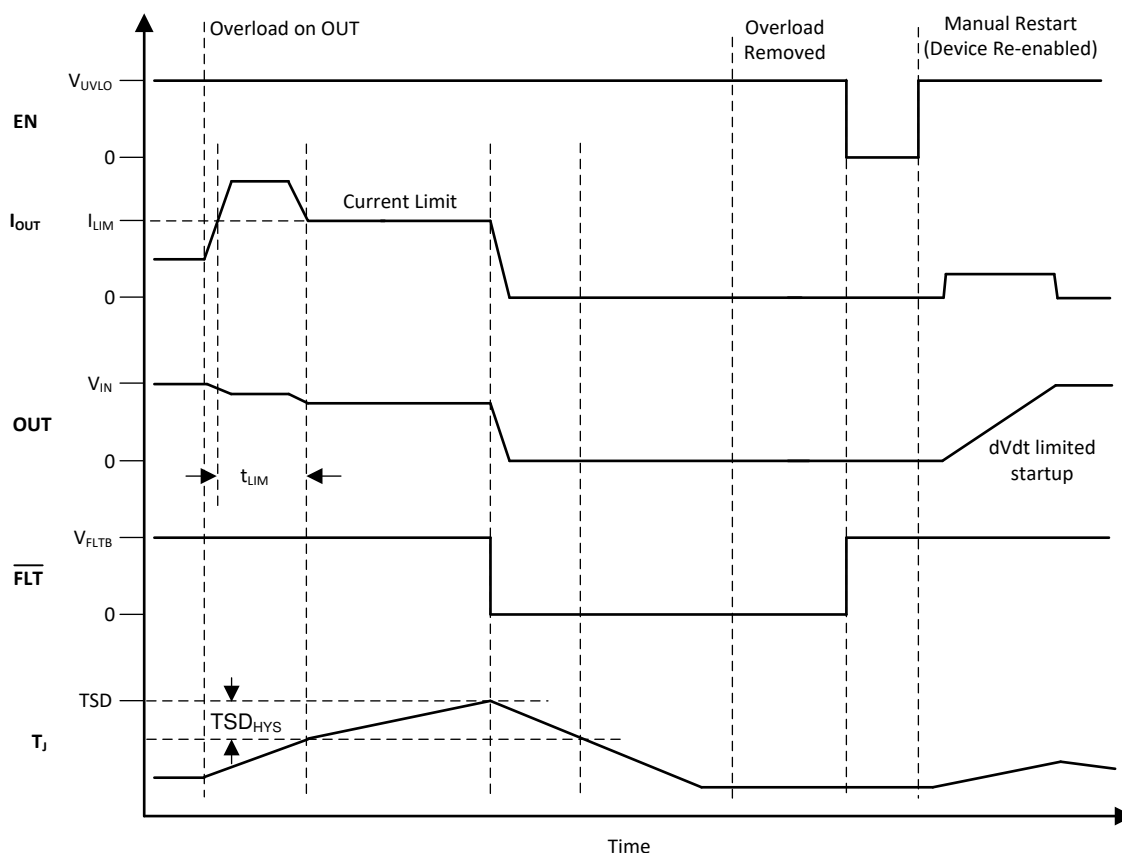 Overload on OUT
Overload
Removed
Manual Restart
(Device Re-enabled)
V_UVLO
EN
0
Current Limit
I_OUT
I_LIM
0
V_IN
OUT
0
t_LIM
dVdt limited
startup
V_FLTB
FLT
0
TSD
TSD_HYS
T_J
Time